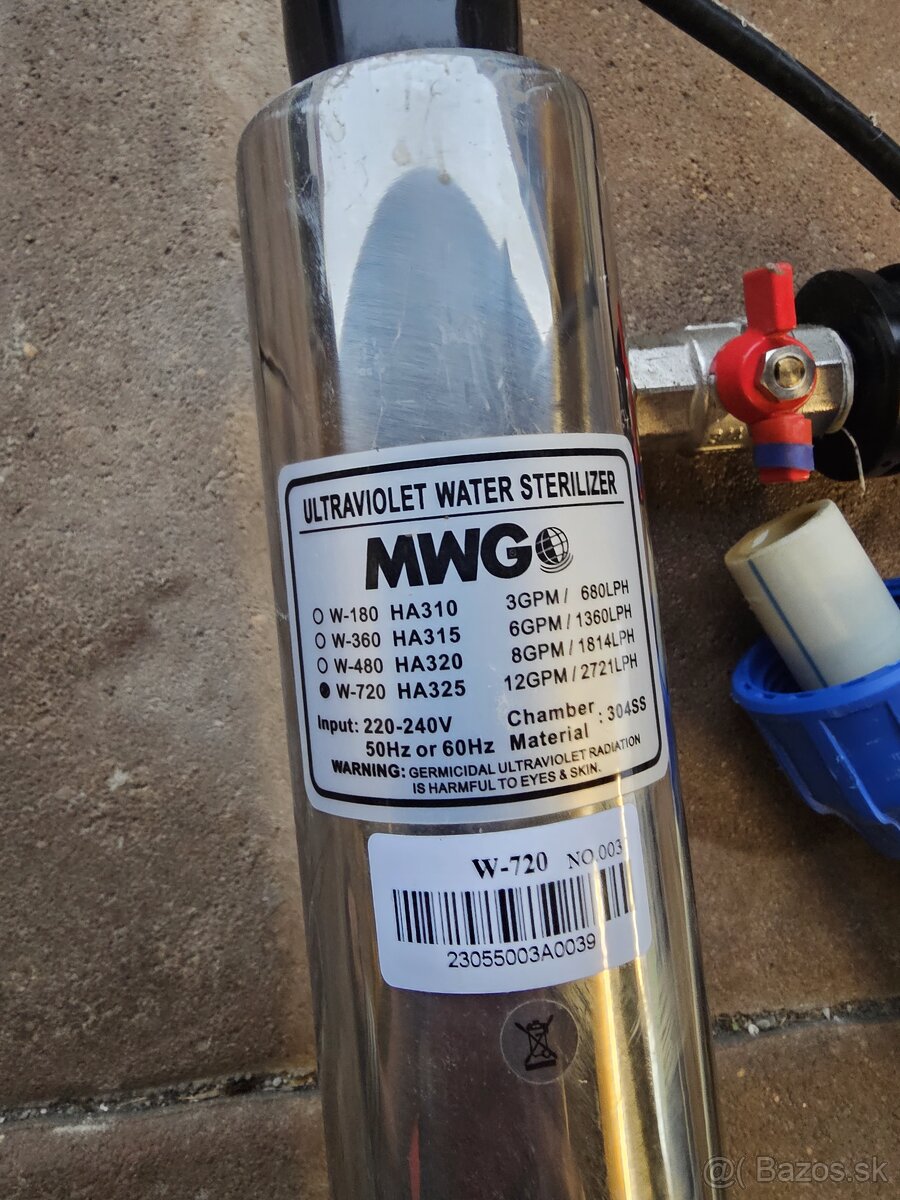 ULTRAVIOLET WATER STERILIZER
MWG
W-180 HA310 3GPM / 680LPH
W-360 HA315 6GPM / 1360LPH
W-480 HA320 8GPM / 1814LPH
W-720 HA325 12GPM / 2721LPH
Input: 220-240V
50Hz or 60Hz
Chamber
Material : 304SS
WARNING: GERMICIDAL ULTRAVIOLET RADIATION
IS HARMFUL TO EYES & SKIN.
W-720 NO.003
23055003A0039
@( Bazos.sk